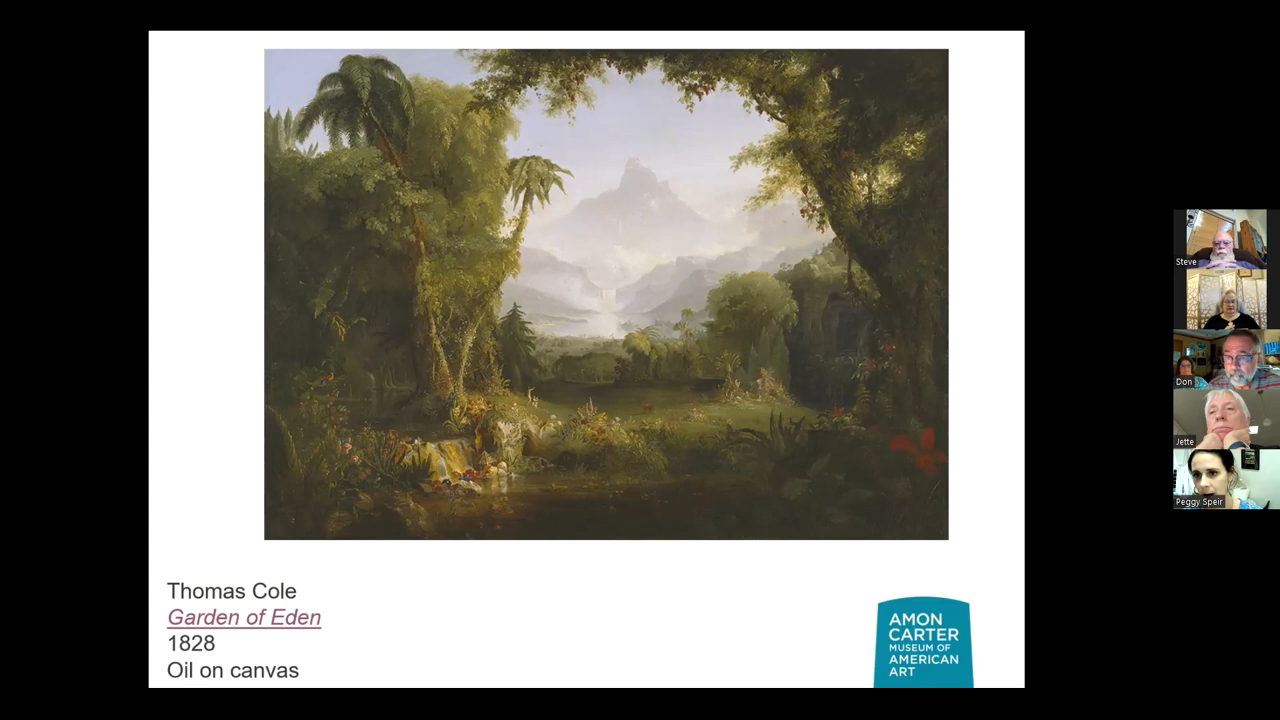 Thomas Cole
Garden of Eden
1828
Oil on canvas
AMON
CARTER
MUSEUM OF
AMERICAN
ART
Steve
Don
Jette
Peggy Speir